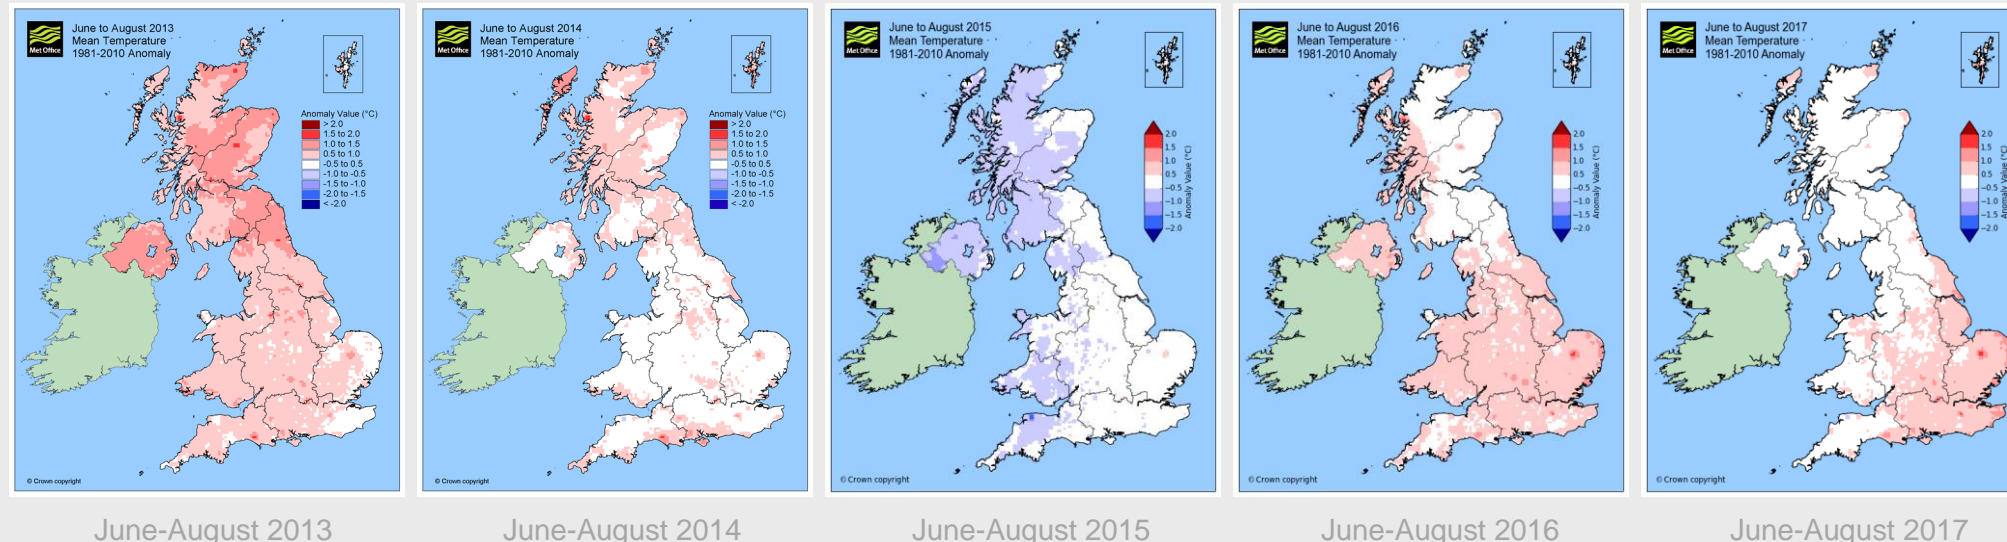 Met Office
June to August 2013
Mean Temperature
1981-2010 Anomaly
Anomaly Value (°C)
> 2.0
1.5 to 2.0
1.0 to 1.5
0.5 to 1.0
-0.5 to 0.5
-1.0 to -0.5
-1.5 to -1.0
-2.0 to -1.5
< -2.0
© Crown copyright
June-August 2013
Met Office
June to August 2014
Mean Temperature
1981-2010 Anomaly
Anomaly Value (°C)
> 2.0
1.5 to 2.0
1.0 to 1.5
0.5 to 1.0
-0.5 to 0.5
-1.0 to -0.5
-1.5 to -1.0
-2.0 to -1.5
< -2.0
© Crown copyright
June-August 2014
Met Office
June to August 2015
Mean Temperature
1981-2010 Anomaly
2.0
1.5
1.0
0.5
−0.5
−1.0
−1.5
−2.0
Anomaly Value (°C)
© Crown copyright
June-August 2015
Met Office
June to August 2016
Mean Temperature
1981-2010 Anomaly
2.0
1.5
1.0
0.5
−0.5
−1.0
−1.5
−2.0
Anomaly Value (°C)
© Crown copyright
June-August 2016
Met Office
June to August 2017
Mean Temperature
1981-2010 Anomaly
2.0
1.5
1.0
0.5
−0.5
−1.0
−1.5
−2.0
Anomaly Value (°C)
© Crown copyright
June-August 2017